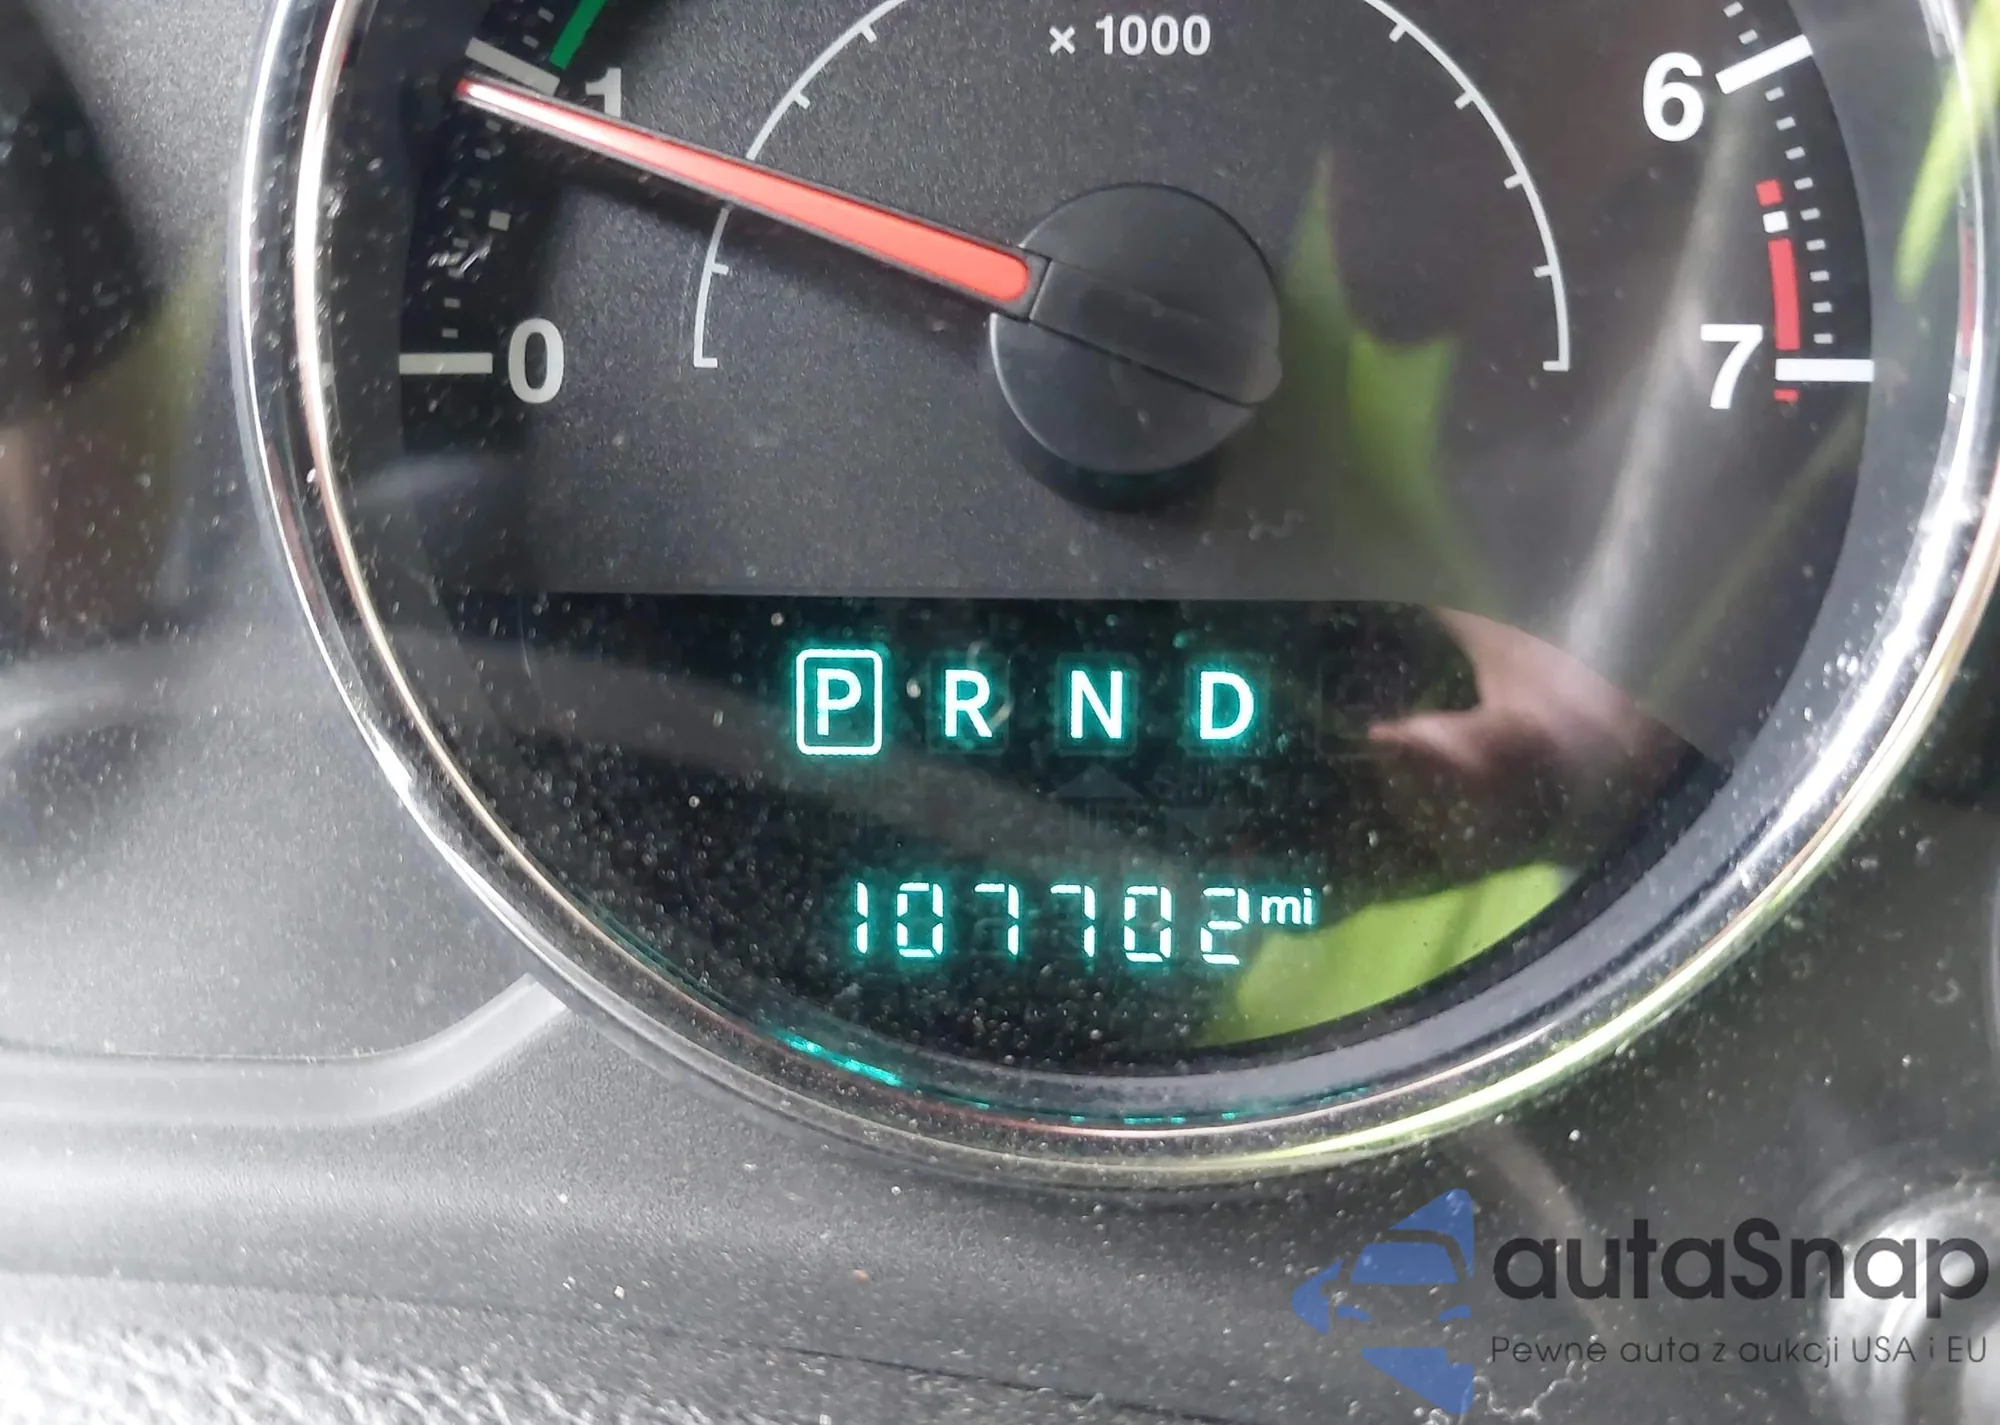 × 1000
1
6
0
7
P R N D
107702 mi
autaSnap
Pewne auta z aukcji USA i EU